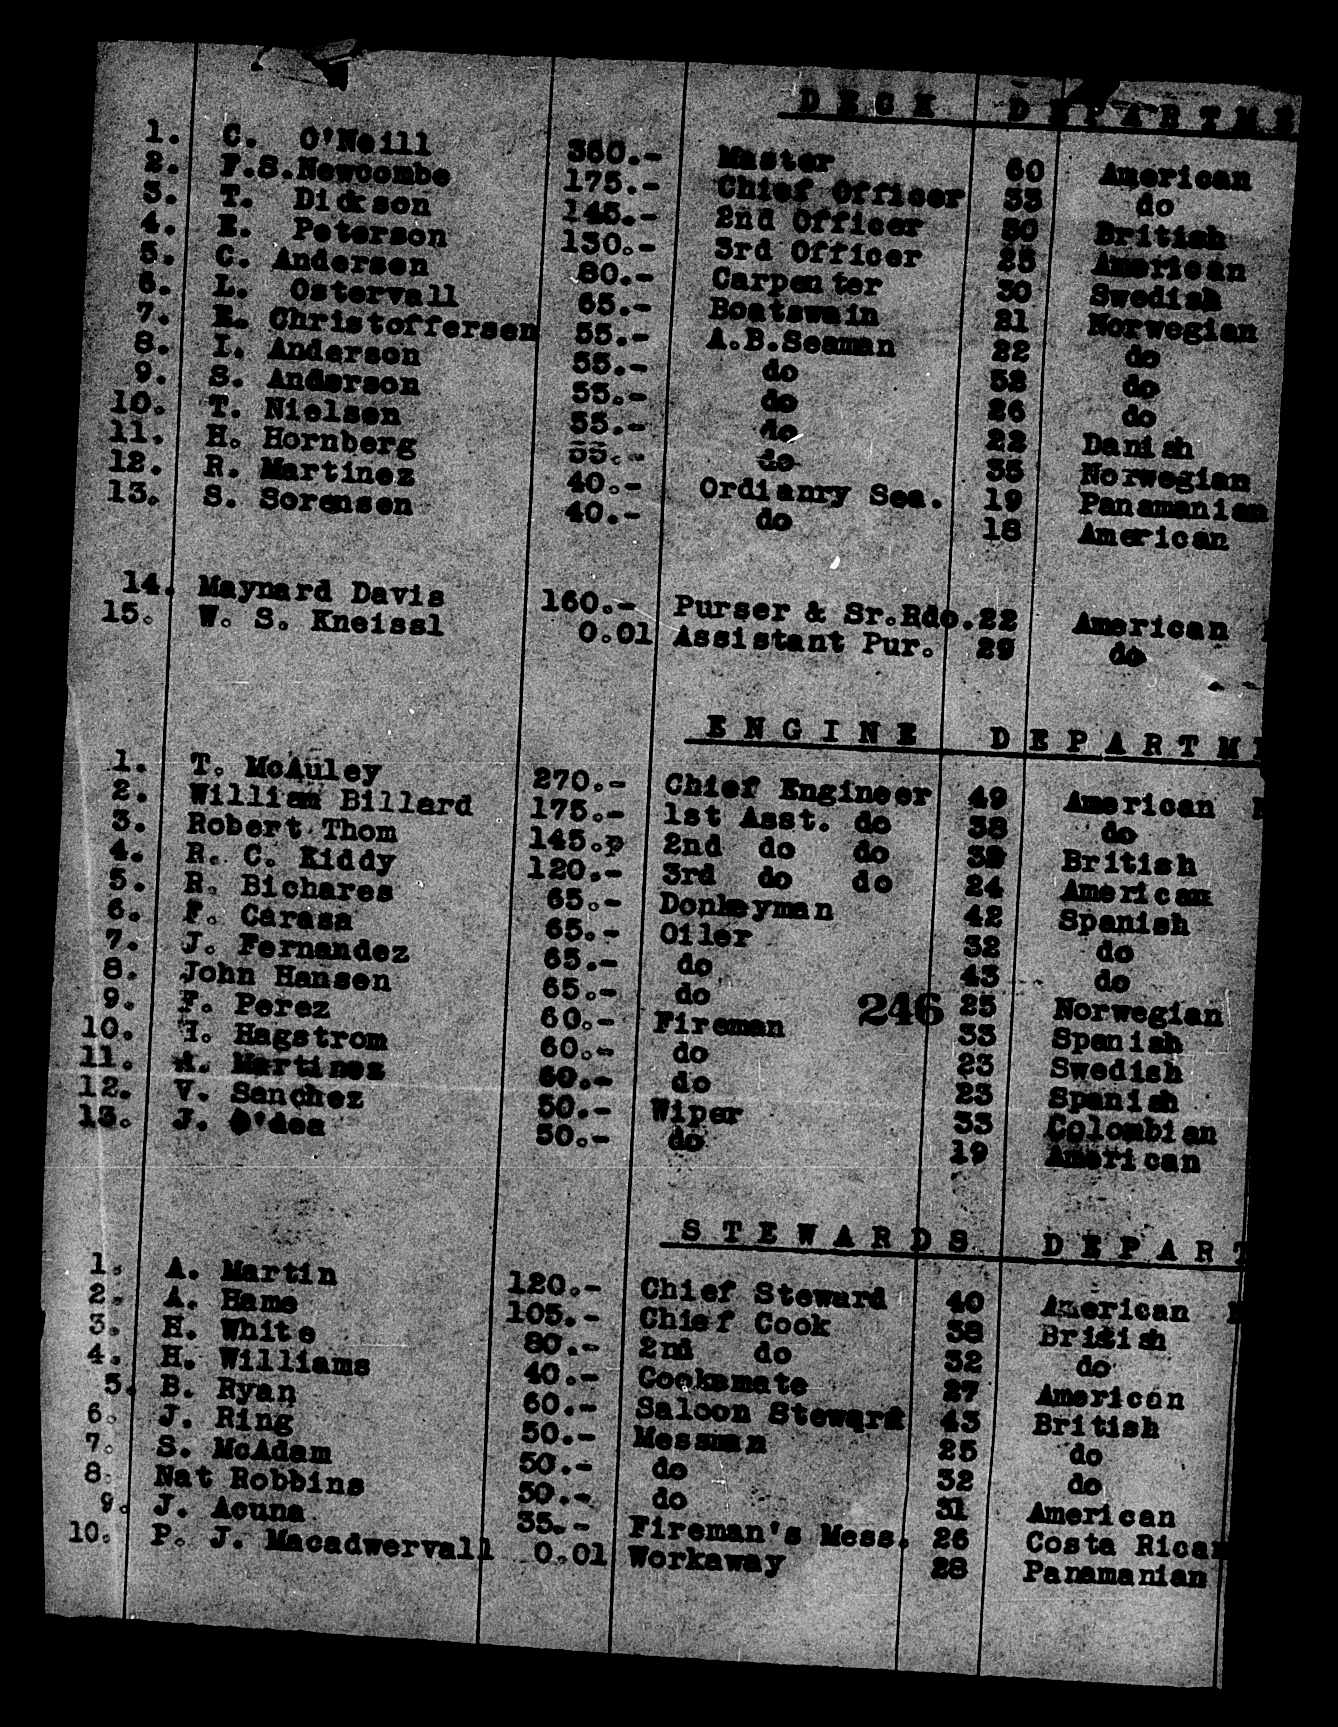 DECK DEPARTME
1. C. O'Neill 350.- Master 60 American
2. F.S.Newcombe 175.- Chief Officer 33 do
3. T. Dickson 145.- 2nd Officer 30 British
4. E. Peterson 130.- 3rd Officer 25 American
5. C. Andersen 80.- Carpenter 30 Swedish
6. L. Ostervall 65.- Boatswain 21 Norwegian
7. E. Christoffersen 55.- A.B.Seaman 22 do
8. I. Anderson 55.- do 52 do
9. S. Anderson 55.- do 26 do
10. T. Nielsen 55.- do 22 Danish
11. H. Hornberg 55.- do 35 Norwegian
12. R. Martinez 40.- Ordianry Sea. 19 Panamanian
13. S. Sorensen 40.- do 18 American
14. Maynard Davis 160.- Purser & Sr.Rdo. 22 American
15. W. S. Kneissl 0.01 Assistant Pur. 29 do
ENGINE DEPARTME
1. T. McAuley 270.- Chief Engineer 49 American
2. William Billard 175.- 1st Asst. do 38 do
3. Robert Thom 145.p 2nd do do British
4. R. C. Kiddy 120.- 3rd do do 24 American
5. R. Bichares 65.- Donkeyman 42 Spanish
6. F. Carasa 65.- Oiler 32 do
7. J. Fernandez 65.- do 43 do
8. John Hansen 65.- do 246 25 Norwegian
9. F. Perez 60.- Fireman 33 Spanish
10. H. Hagstrom 60.- do 23 Swedish
11. A. Martinez 60.- do 23 Spanish
12. V. Sanchez 50.- Wiper 33 Colombian
13. J. O'dea 50.- do 19 American
STEWARDS DEPART
1. A. Martin 120.- Chief Steward 40 American
2. A. Hame 105.- Chief Cook 38 British
3. H. White 80.- 2nd do 32 do
4. H. Williams 40.- Cooksmate 27 American
5. B. Ryan 60.- Saloon Steward 43 British
6. J. Ring 50.- Messman 25 do
7. S. McAdam 50.- do 32 do
8. Nat Robbins 50.- do 31 American
9. J. Acuna 35.- Fireman's Mess. 26 Costa Rican
10. P. J. Macadwervall 0.01 Workaway 28 Panamanian